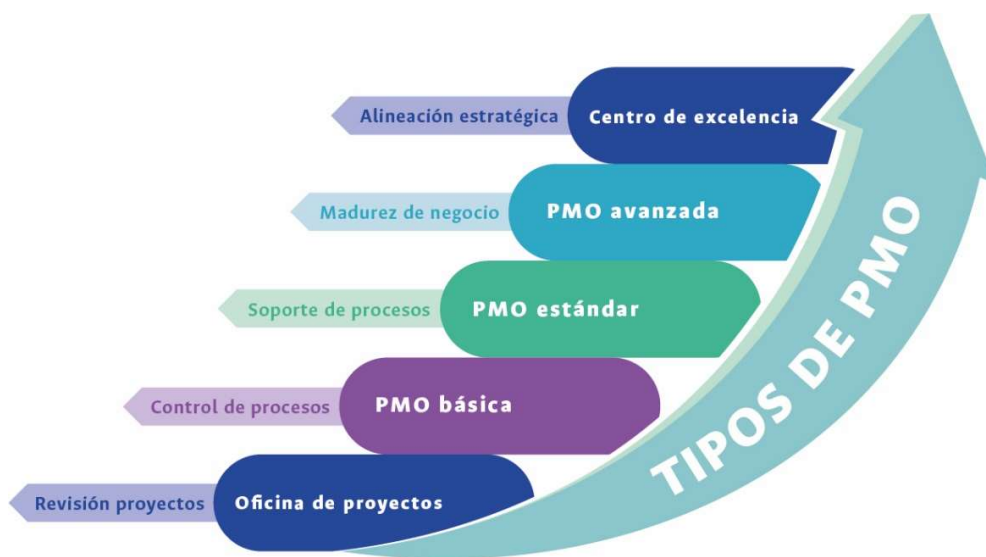 Alineación estratégica
Centro de excelencia
Madurez de negocio
PMO avanzada
Soporte de procesos
PMO estándar
Control de procesos
PMO básica
Revisión proyectos
Oficina de proyectos
TIPOS DE PMO